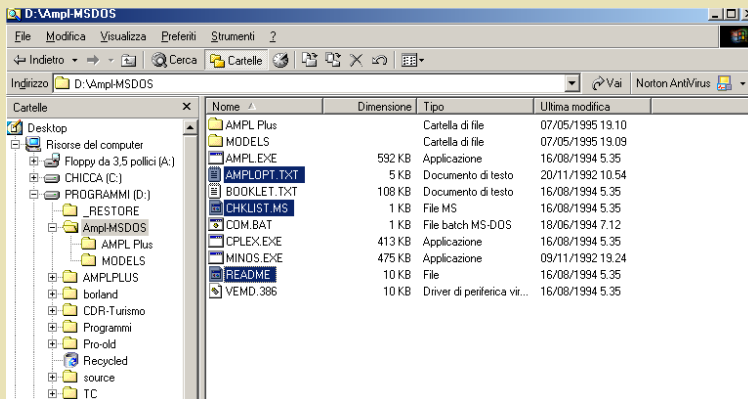 D:\Ampl-MSDOS
File Modifica Visualizza Preferiti Strumenti ?
Indietro Cerca Cartelle
Indirizzo D:\Ampl-MSDOS Vai Norton AntiVirus
Cartelle
Desktop
Risorse del computer
Floppy da 3,5 pollici (A:)
CHICCA (C:)
PROGRAMMI (D:)
_RESTORE
Ampl-MSDOS
AMPL Plus
MODELS
AMPLPLUS
borland
CDR-Turismo
Programmi
Pro-old
Recycled
source
TC
Nome Dimensione Tipo Ultima modifica
AMPL Plus Cartella di file 07/05/1995 19.10
MODELS Cartella di file 07/05/1995 19.09
AMPL.EXE 592 KB Applicazione 16/08/1994 5.35
AMPLOPT.TXT 5 KB Documento di testo 20/11/1992 10.54
BOOKLET.TXT 108 KB Documento di testo 16/08/1994 5.35
CHKLIST.MS 1 KB File MS 16/08/1994 5.35
COM.BAT 1 KB File batch MS-DOS 18/06/1994 7.12
CPLEX.EXE 413 KB Applicazione 16/08/1994 5.35
MINOS.EXE 475 KB Applicazione 09/11/1992 19.24
README 10 KB File 16/08/1994 5.35
VEMD.386 10 KB Driver di periferica vir... 16/08/1994 5.35